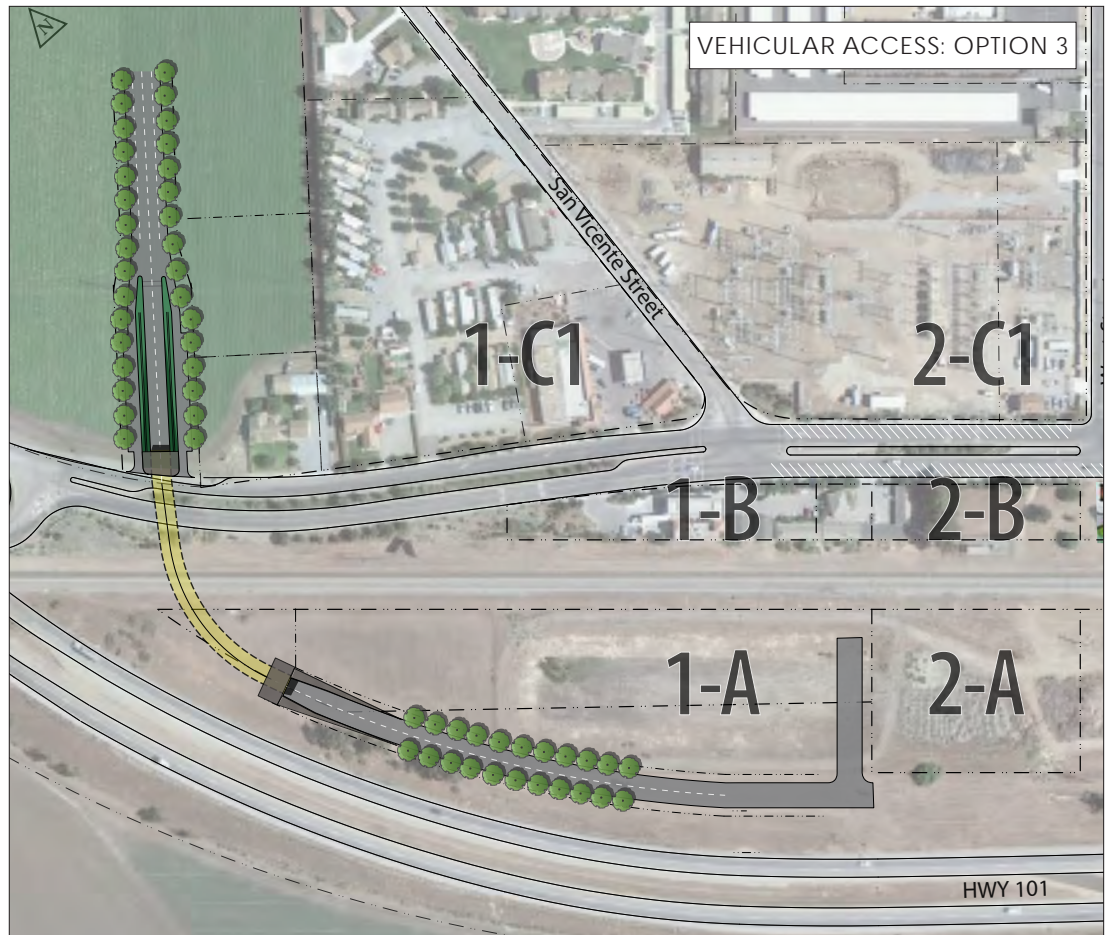 N
VEHICULAR ACCESS: OPTION 3
San Vicente Street
1-C1
2-C1
1-B
2-B
1-A
2-A
HWY 101